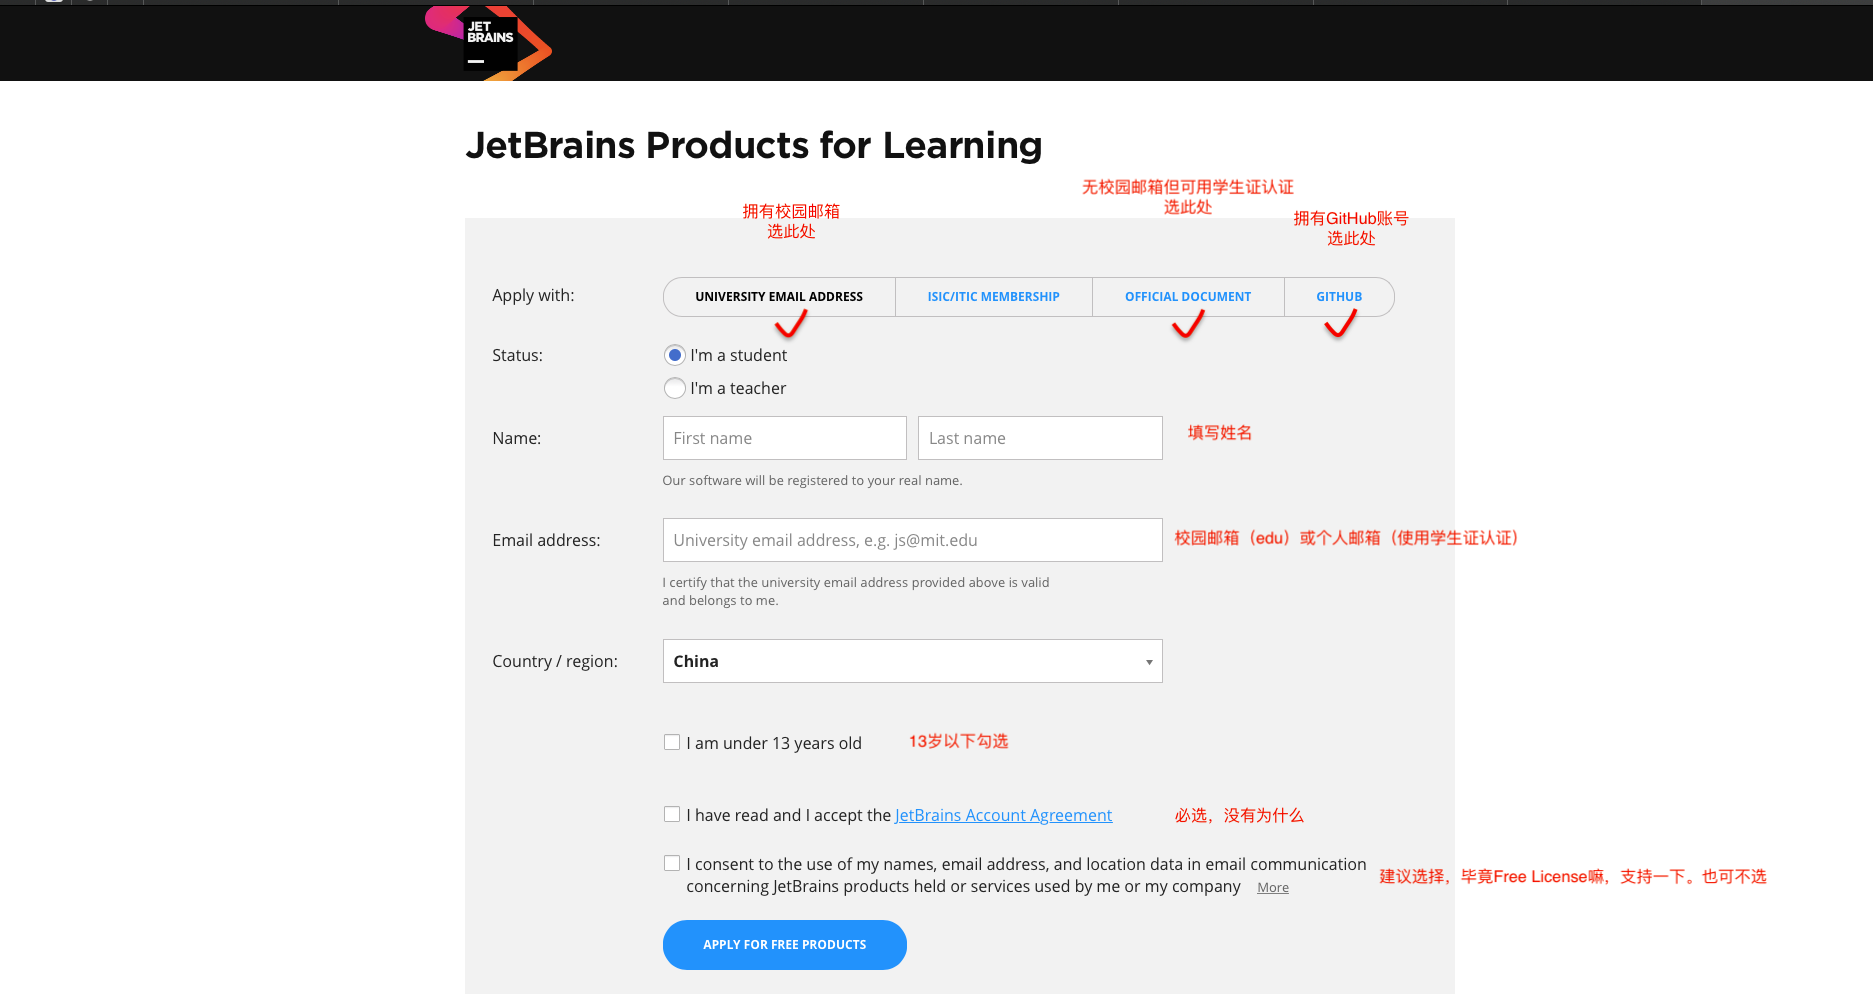 JET
BRAINS
JetBrains Products for Learning
无校园邮箱但可用学生证认证
选此处
拥有校园邮箱
选此处
拥有GitHub账号
选此处
Apply with:
UNIVERSITY EMAIL ADDRESS
ISIC/ITIC MEMBERSHIP
OFFICIAL DOCUMENT
GITHUB
Status:
I'm a student
I'm a teacher
Name:
First name
Last name
填写姓名
Our software will be registered to your real name.
Email address:
University email address, e.g. js@mit.edu
校园邮箱（edu）或个人邮箱（使用学生证认证）
I certify that the university email address provided above is valid
and belongs to me.
Country / region:
China
I am under 13 years old
13岁以下勾选
I have read and I accept the JetBrains Account Agreement
必选，没有为什么
I consent to the use of my names, email address, and location data in email communication
concerning JetBrains products held or services used by me or my company More
建议选择，毕竟Free License嘛，支持一下。也可不选
APPLY FOR FREE PRODUCTS